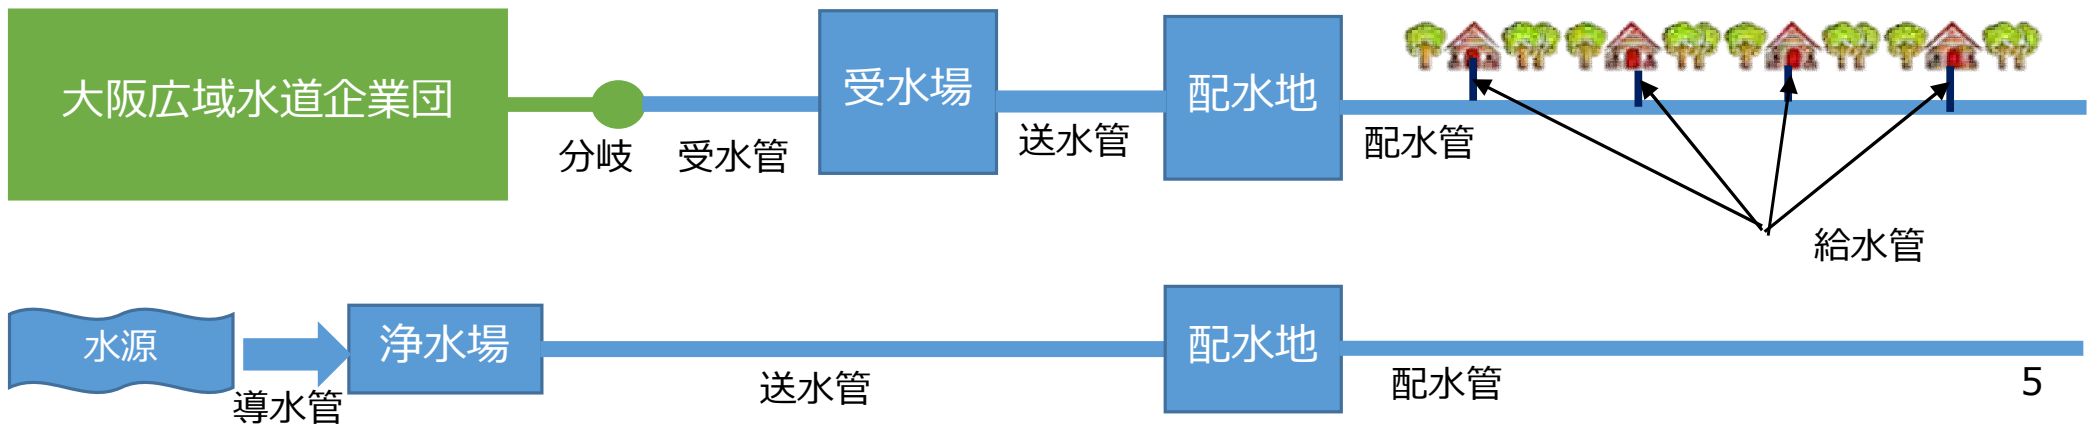 大阪広域水道企業団
分岐
受水管
受水場
送水管
配水地
配水管
給水管
水源
導水管
浄水場
送水管
配水地
配水管
5